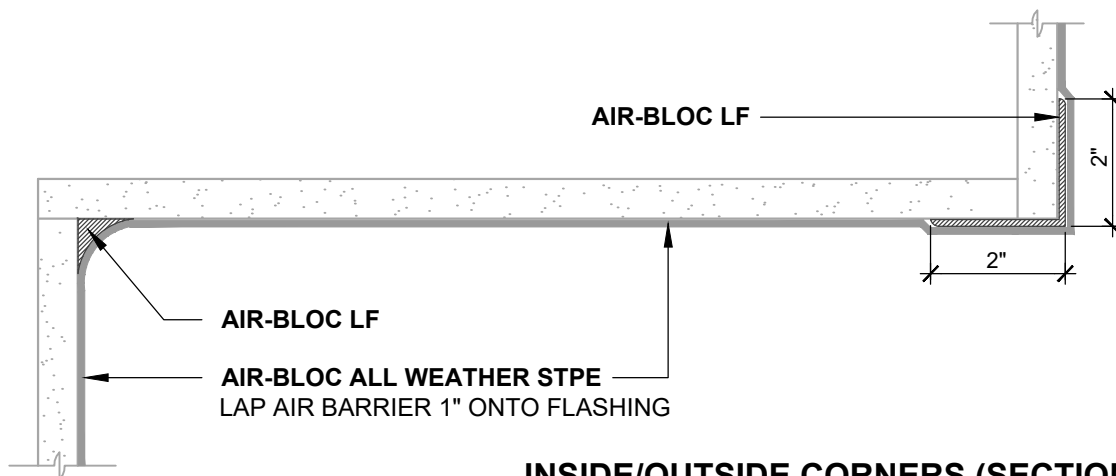 AIR-BLOC LF
2"
2"
AIR-BLOC LF
AIR-BLOC ALL WEATHER STPE
LAP AIR BARRIER 1" ONTO FLASHING
INSIDE/OUTSIDE CORNERS (SECTION